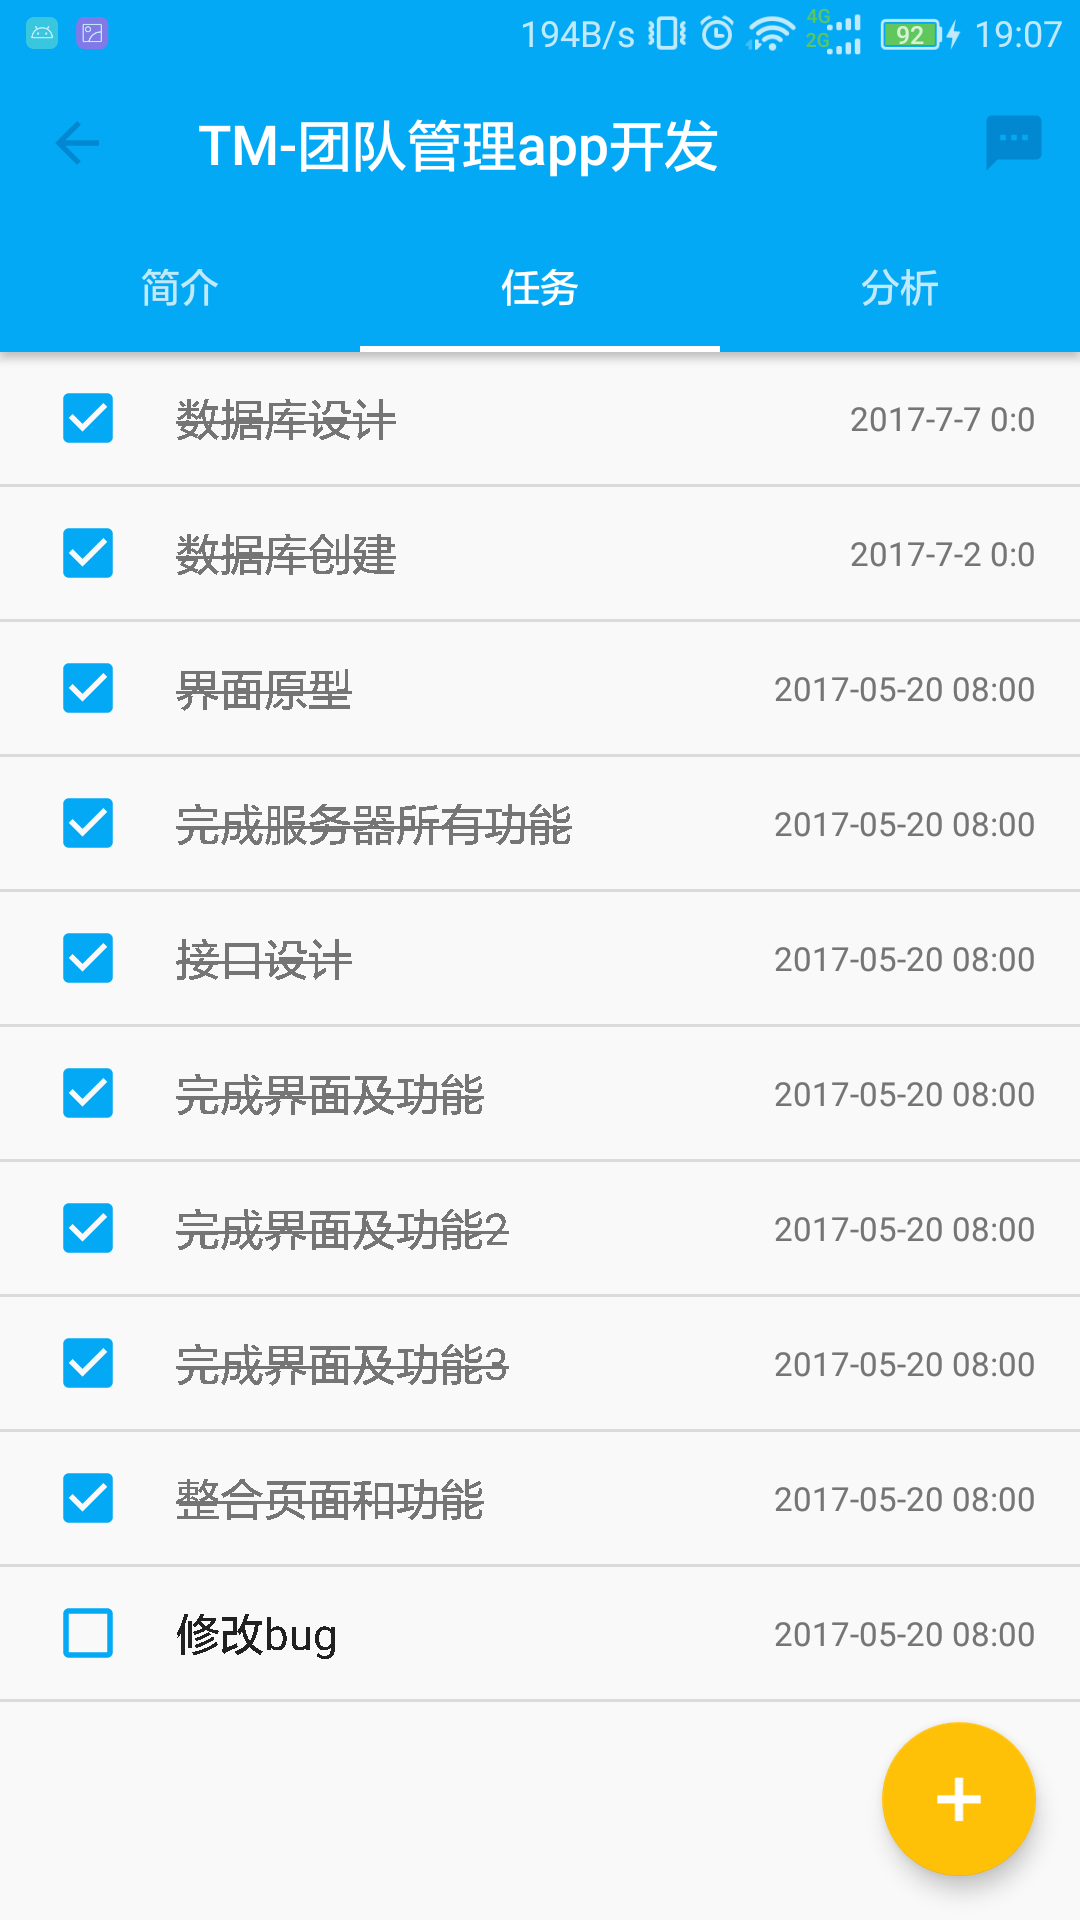 194B/s 4G 2G 92 19:07
TM-团队管理app开发
简介 任务 分析
数据库设计 2017-7-7 0:0
数据库创建 2017-7-2 0:0
界面原型 2017-05-20 08:00
完成服务器所有功能 2017-05-20 08:00
接口设计 2017-05-20 08:00
完成界面及功能 2017-05-20 08:00
完成界面及功能2 2017-05-20 08:00
完成界面及功能3 2017-05-20 08:00
整合页面和功能 2017-05-20 08:00
修改bug 2017-05-20 08:00